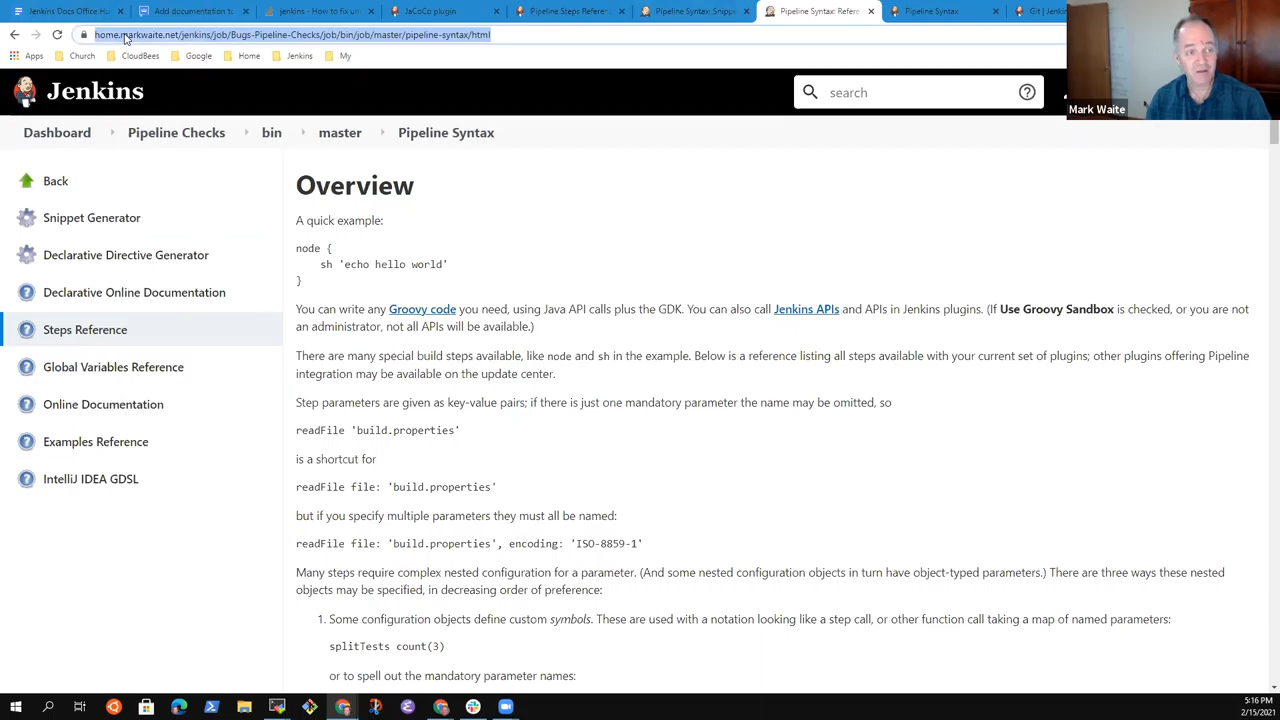 Jenkins Docs Office H
Add documentation to
jenkins - How to fix un
JaCoCo plugin
Pipeline Steps Referen
Pipeline Syntax: Snipp
Pipeline Syntax: Refere
Pipeline Syntax
Git | Jenk
home.markwaite.net/jenkins/job/Bugs-Pipeline-Checks/job/bin/job/master/pipeline-syntax/html
Apps
Church
CloudBees
Google
Home
Jenkins
My
Mark Waite
Jenkins
search
Dashboard
Pipeline Checks
bin
master
Pipeline Syntax
Back
Snippet Generator
Declarative Directive Generator
Declarative Online Documentation
Steps Reference
Global Variables Reference
Online Documentation
Examples Reference
IntelliJ IDEA GDSL
Overview
A quick example:
node {
sh 'echo hello world'
}
You can write any Groovy code you need, using Java API calls plus the GDK. You can also call Jenkins APIs and APIs in Jenkins plugins. (If Use Groovy Sandbox is checked, or you are not
an administrator, not all APIs will be available.)
There are many special build steps available, like node and sh in the example. Below is a reference listing all steps available with your current set of plugins; other plugins offering Pipeline
integration may be available on the update center.
Step parameters are given as key-value pairs; if there is just one mandatory parameter the name may be omitted, so
readFile 'build.properties'
is a shortcut for
readFile file: 'build.properties'
but if you specify multiple parameters they must all be named:
readFile file: 'build.properties', encoding: 'ISO-8859-1'
Many steps require complex nested configuration for a parameter. (And some nested configuration objects in turn have object-typed parameters.) There are three ways these nested
objects may be specified, in decreasing order of preference:
1. Some configuration objects define custom symbols. These are used with a notation looking like a step call, or other function call taking a map of named parameters:
splitTests count(3)
or to spell out the mandatory parameter names:
5:16 PM
2/15/2021